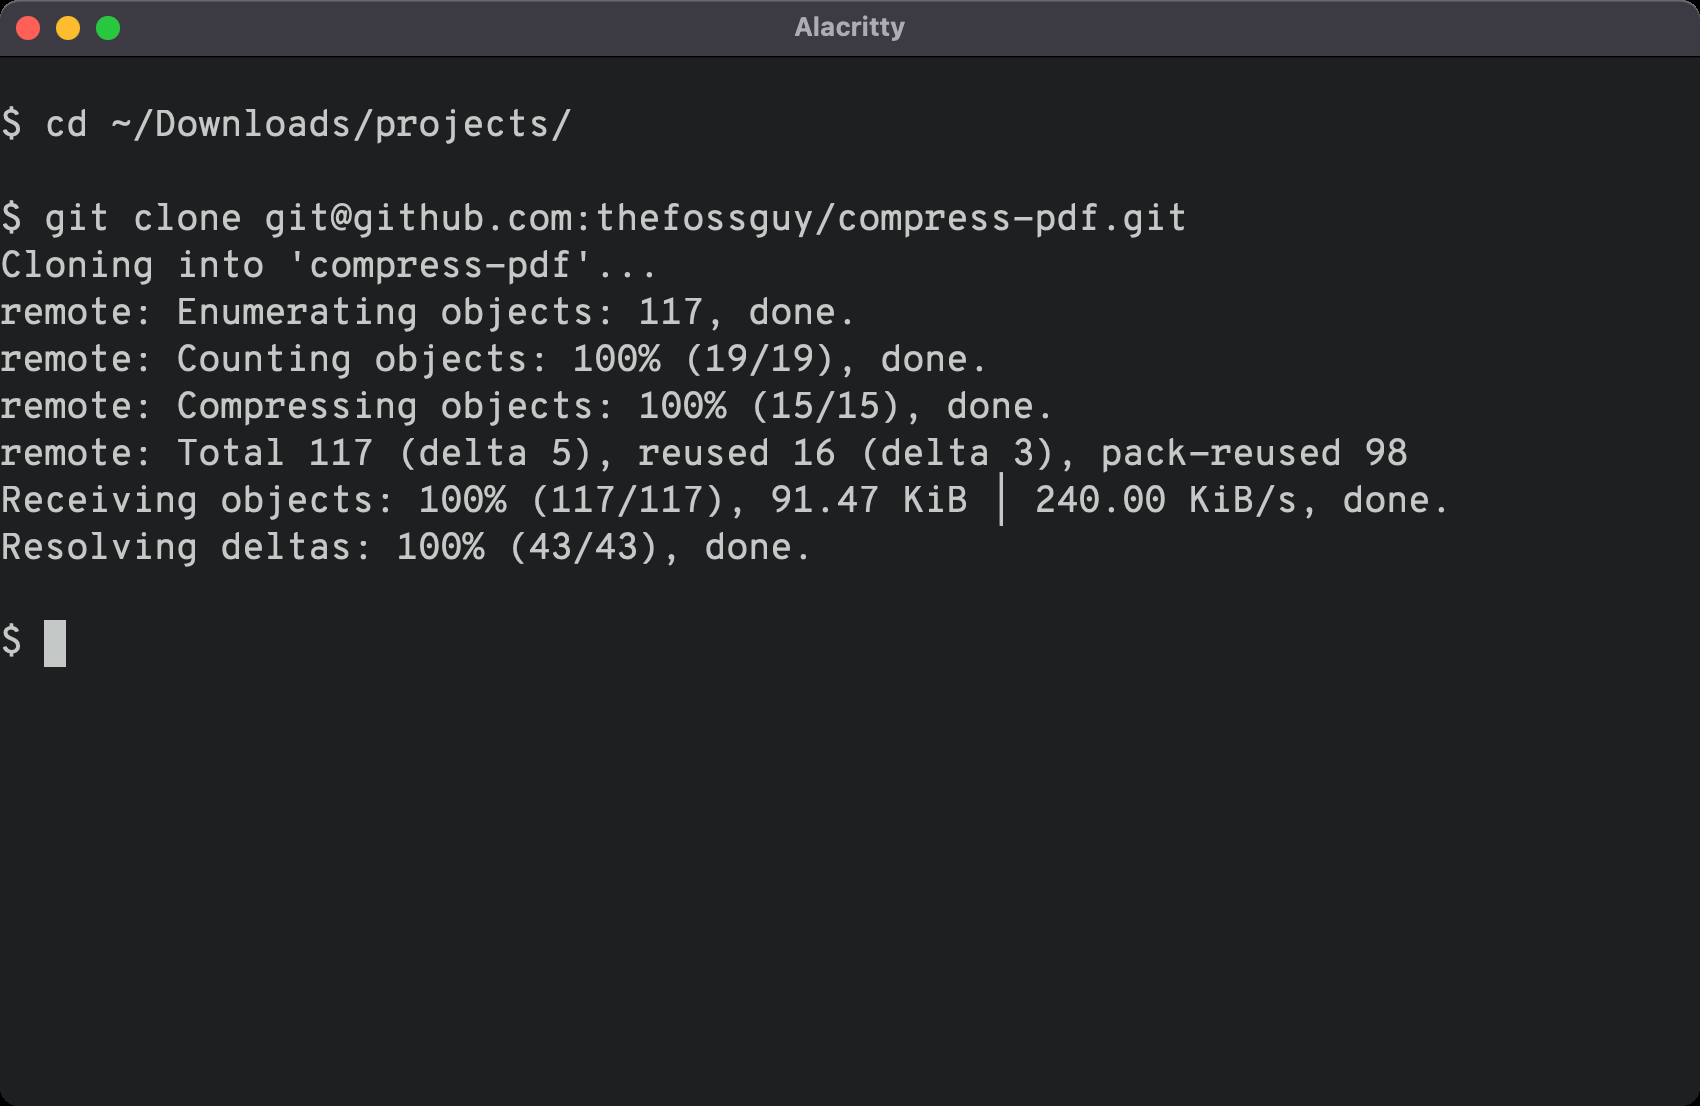 Alacritty
$ cd ~/Downloads/projects/
$ git clone git@github.com:thefossguy/compress-pdf.git
Cloning into 'compress-pdf'...
remote: Enumerating objects: 117, done.
remote: Counting objects: 100% (19/19), done.
remote: Compressing objects: 100% (15/15), done.
remote: Total 117 (delta 5), reused 16 (delta 3), pack-reused 98
Receiving objects: 100% (117/117), 91.47 KiB | 240.00 KiB/s, done.
Resolving deltas: 100% (43/43), done.
$